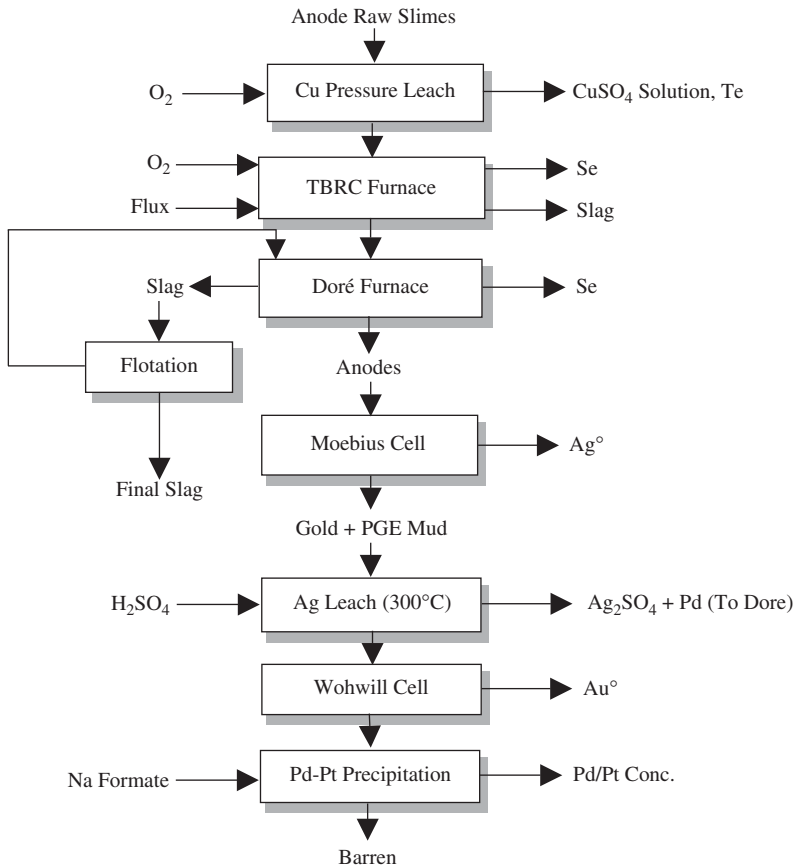 Anode Raw Slimes
O₂
Cu Pressure Leach
CuSO₄ Solution, Te
O₂
Flux
TBRC Furnace
Se
Slag
Slag
Doré Furnace
Se
Flotation
Anodes
Moebius Cell
Ag°
Final Slag
Gold + PGE Mud
H₂SO₄
Ag Leach (300°C)
Ag₂SO₄ + Pd (To Dore)
Wohwill Cell
Au°
Na Formate
Pd-Pt Precipitation
Pd/Pt Conc.
Barren